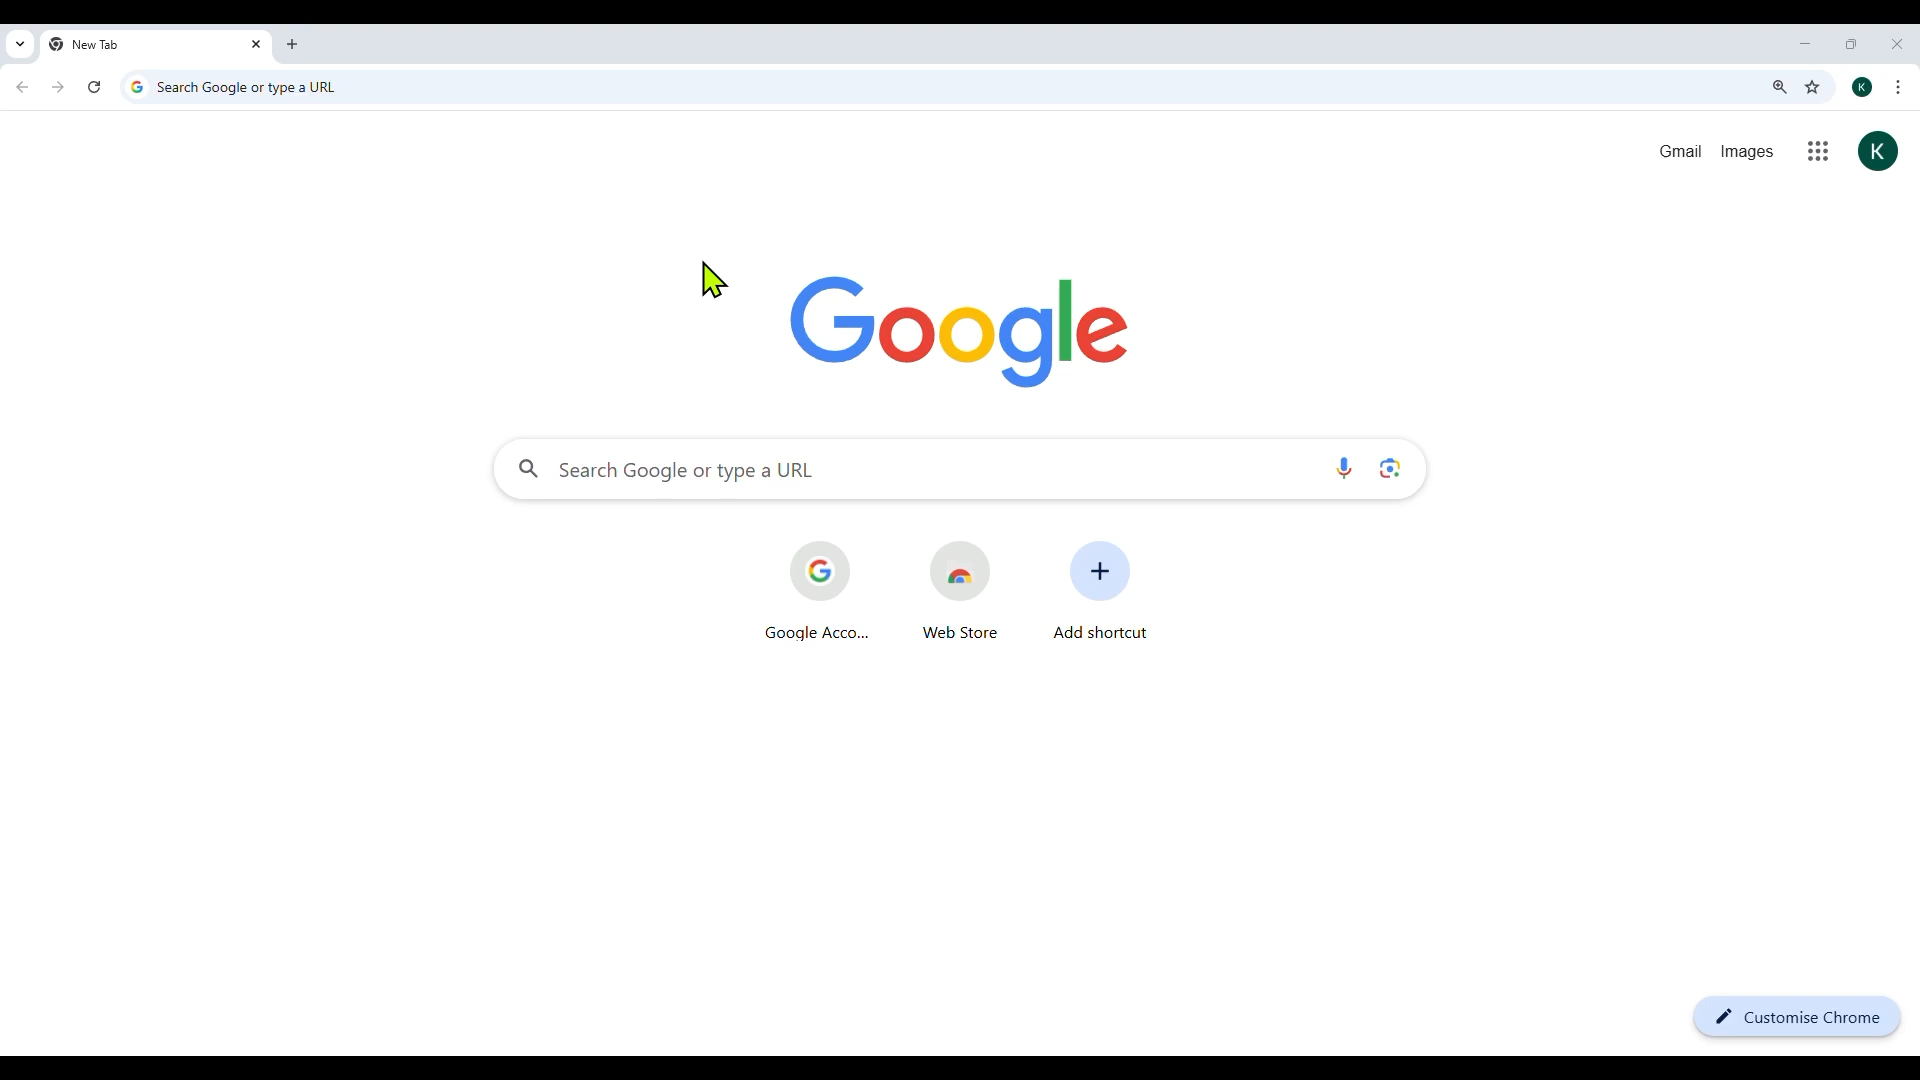 New Tab
Search Google or type a URL
K
Gmail Images K
Google
Search Google or type a URL
Google Acco... Web Store Add shortcut
Customise Chrome